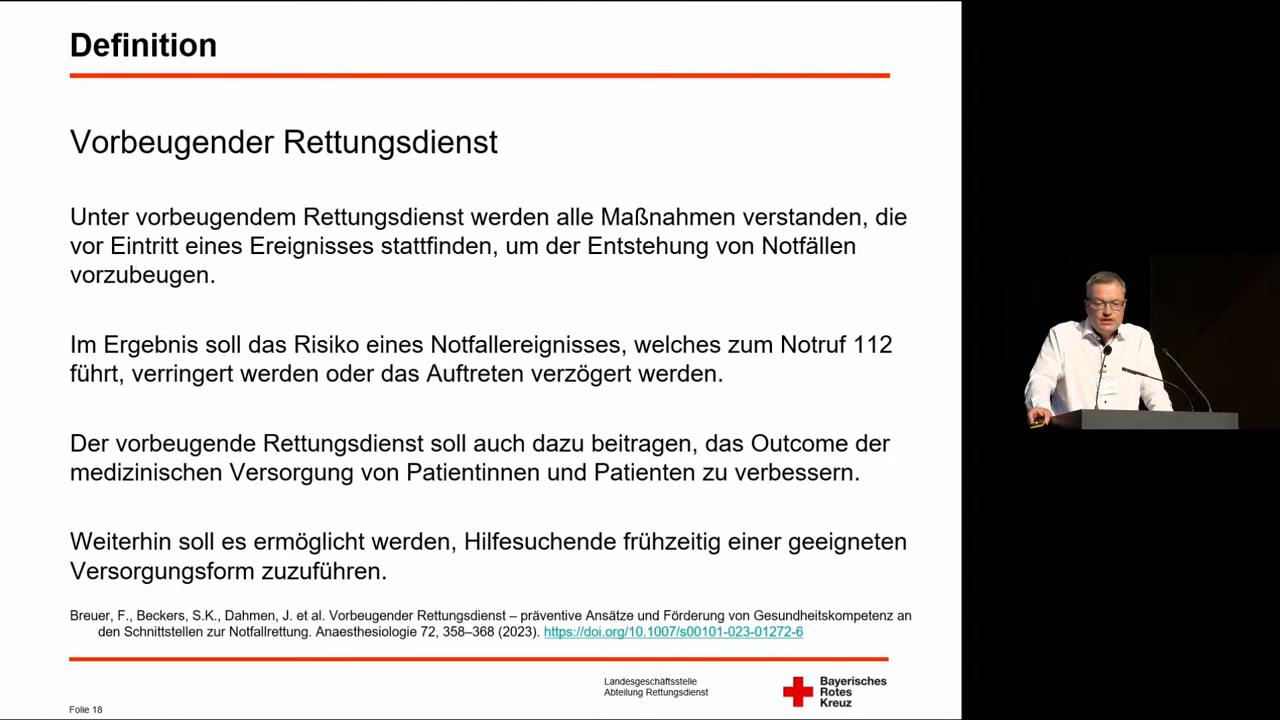 Definition
Vorbeugender Rettungsdienst
Unter vorbeugendem Rettungsdienst werden alle Maßnahmen verstanden, die
vor Eintritt eines Ereignisses stattfinden, um der Entstehung von Notfällen
vorzubeugen.
Im Ergebnis soll das Risiko eines Notfallereignisses, welches zum Notruf 112
führt, verringert werden oder das Auftreten verzögert werden.
Der vorbeugende Rettungsdienst soll auch dazu beitragen, das Outcome der
medizinischen Versorgung von Patientinnen und Patienten zu verbessern.
Weiterhin soll es ermöglicht werden, Hilfesuchende frühzeitig einer geeigneten
Versorgungsform zuzuführen.
Breuer, F., Beckers, S.K., Dahmen, J. et al. Vorbeugender Rettungsdienst – präventive Ansätze und Förderung von Gesundheitskompetenz an
den Schnittstellen zur Notfallrettung. Anaesthesiologie 72, 358–368 (2023). https://doi.org/10.1007/s00101-023-01272-6
Landesgeschäftsstelle
Abteilung Rettungsdienst
Bayerisches
Rotes
Kreuz
Folie 18